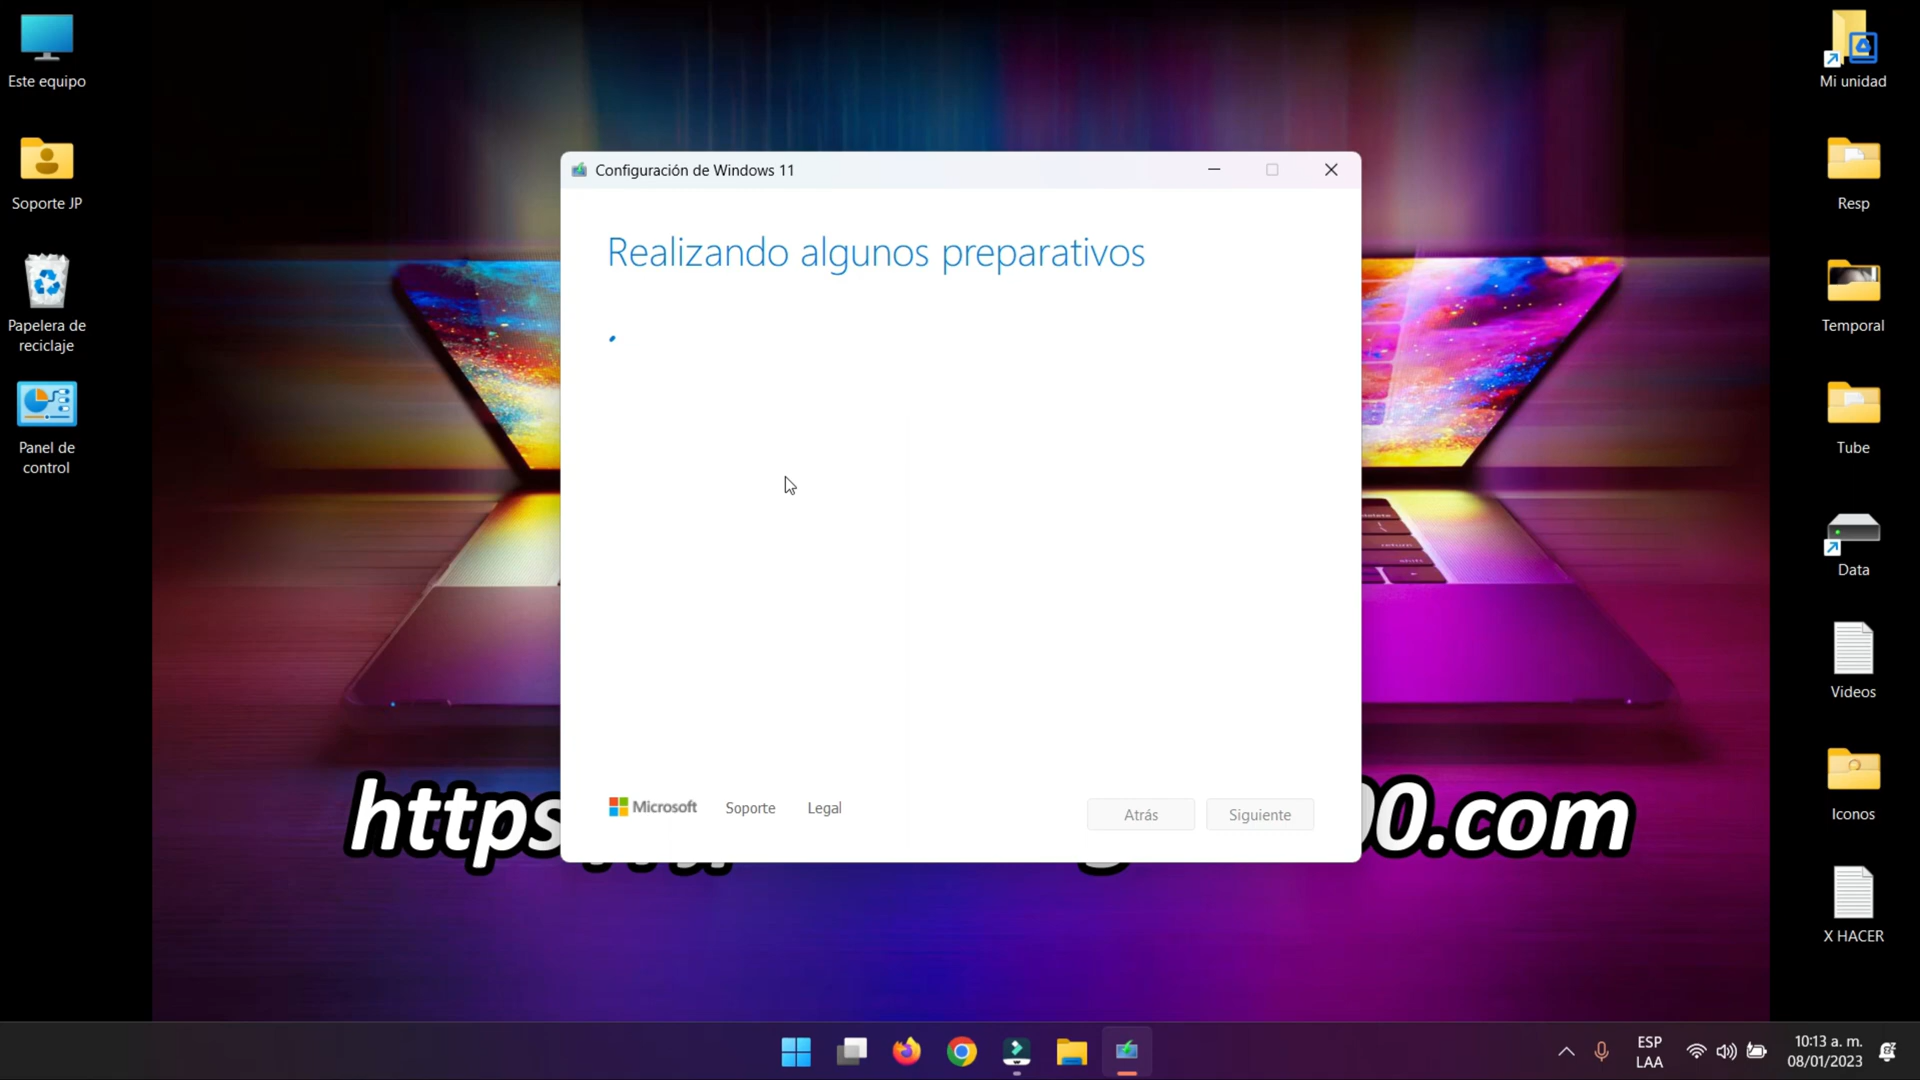 Este equipo
Soporte JP
Papelera de
reciclaje
Panel de
control
Configuración de Windows 11
Realizando algunos preparativos
Microsoft
Soporte
Legal
Atrás
Siguiente
https
0.com
Mi unidad
Resp
Temporal
Tube
Data
Videos
Iconos
X HACER
ESP
LAA
10:13 a. m.
08/01/2023